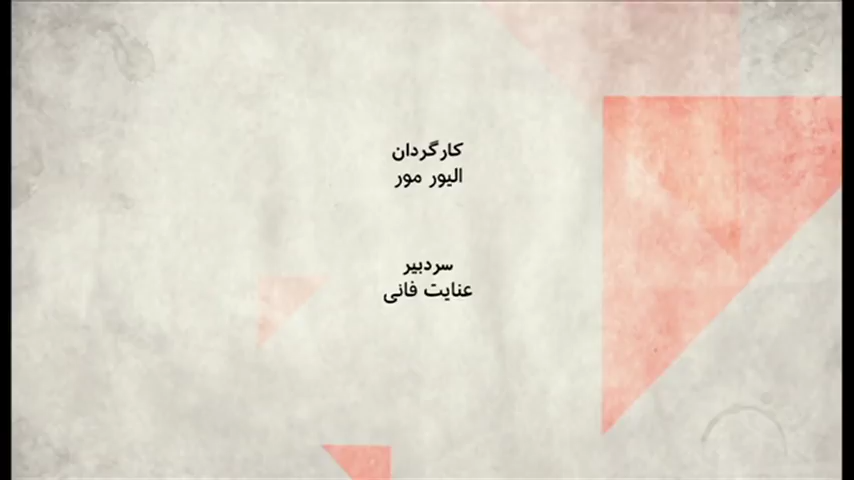 کارگردان
الیور مور
سردبیر
عنایت فانی